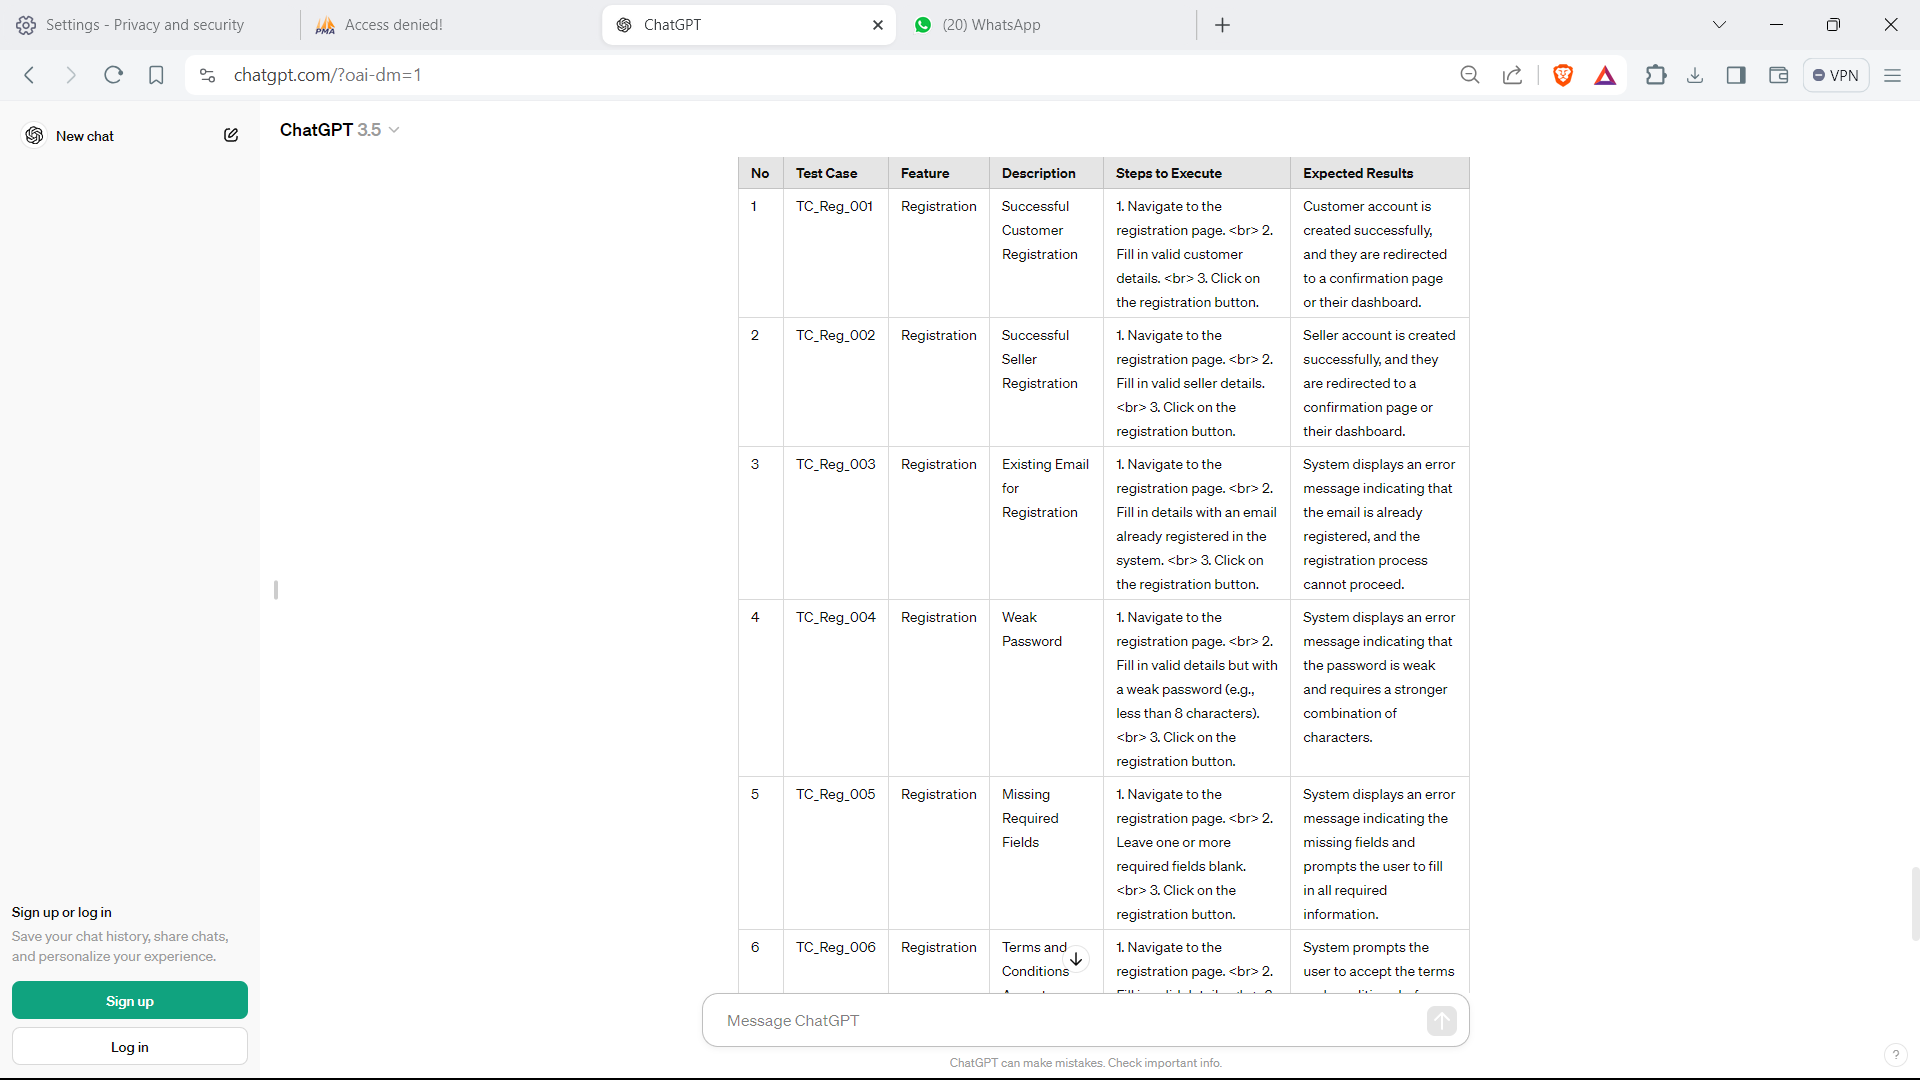 Settings - Privacy and security
PMA
Access denied!
ChatGPT
(20) WhatsApp
chatgpt.com/?oai-dm=1
VPN
New chat
ChatGPT 3.5
No Test Case Feature Description Steps to Execute Expected Results
1 TC_Reg_001 Registration Successful 1. Navigate to the Customer account is
Customer registration page. <br> 2. created successfully,
Registration Fill in valid customer and they are redirected
details. <br> 3. Click on to a confirmation page
the registration button. or their dashboard.
2 TC_Reg_002 Registration Successful 1. Navigate to the Seller account is created
Seller registration page. <br> 2. successfully, and they
Registration Fill in valid seller details. are redirected to a
<br> 3. Click on the confirmation page or
registration button. their dashboard.
3 TC_Reg_003 Registration Existing Email 1. Navigate to the System displays an error
for registration page. <br> 2. message indicating that
Registration Fill in details with an email the email is already
already registered in the registered, and the
system. <br> 3. Click on registration process
the registration button. cannot proceed.
4 TC_Reg_004 Registration Weak 1. Navigate to the System displays an error
Password registration page. <br> 2. message indicating that
Fill in valid details but with the password is weak
a weak password (e.g., and requires a stronger
less than 8 characters). combination of
<br> 3. Click on the characters.
registration button.
5 TC_Reg_005 Registration Missing 1. Navigate to the System displays an error
Required registration page. <br> 2. message indicating the
Fields Leave one or more missing fields and
required fields blank. prompts the user to fill
<br> 3. Click on the in all required
registration button. information.
6 TC_Reg_006 Registration Terms and 1. Navigate to the System prompts the
Conditions registration page. <br> 2. user to accept the terms
Sign up or log in
Save your chat history, share chats,
and personalize your experience.
Sign up
Log in
Message ChatGPT
ChatGPT can make mistakes. Check important info.
?